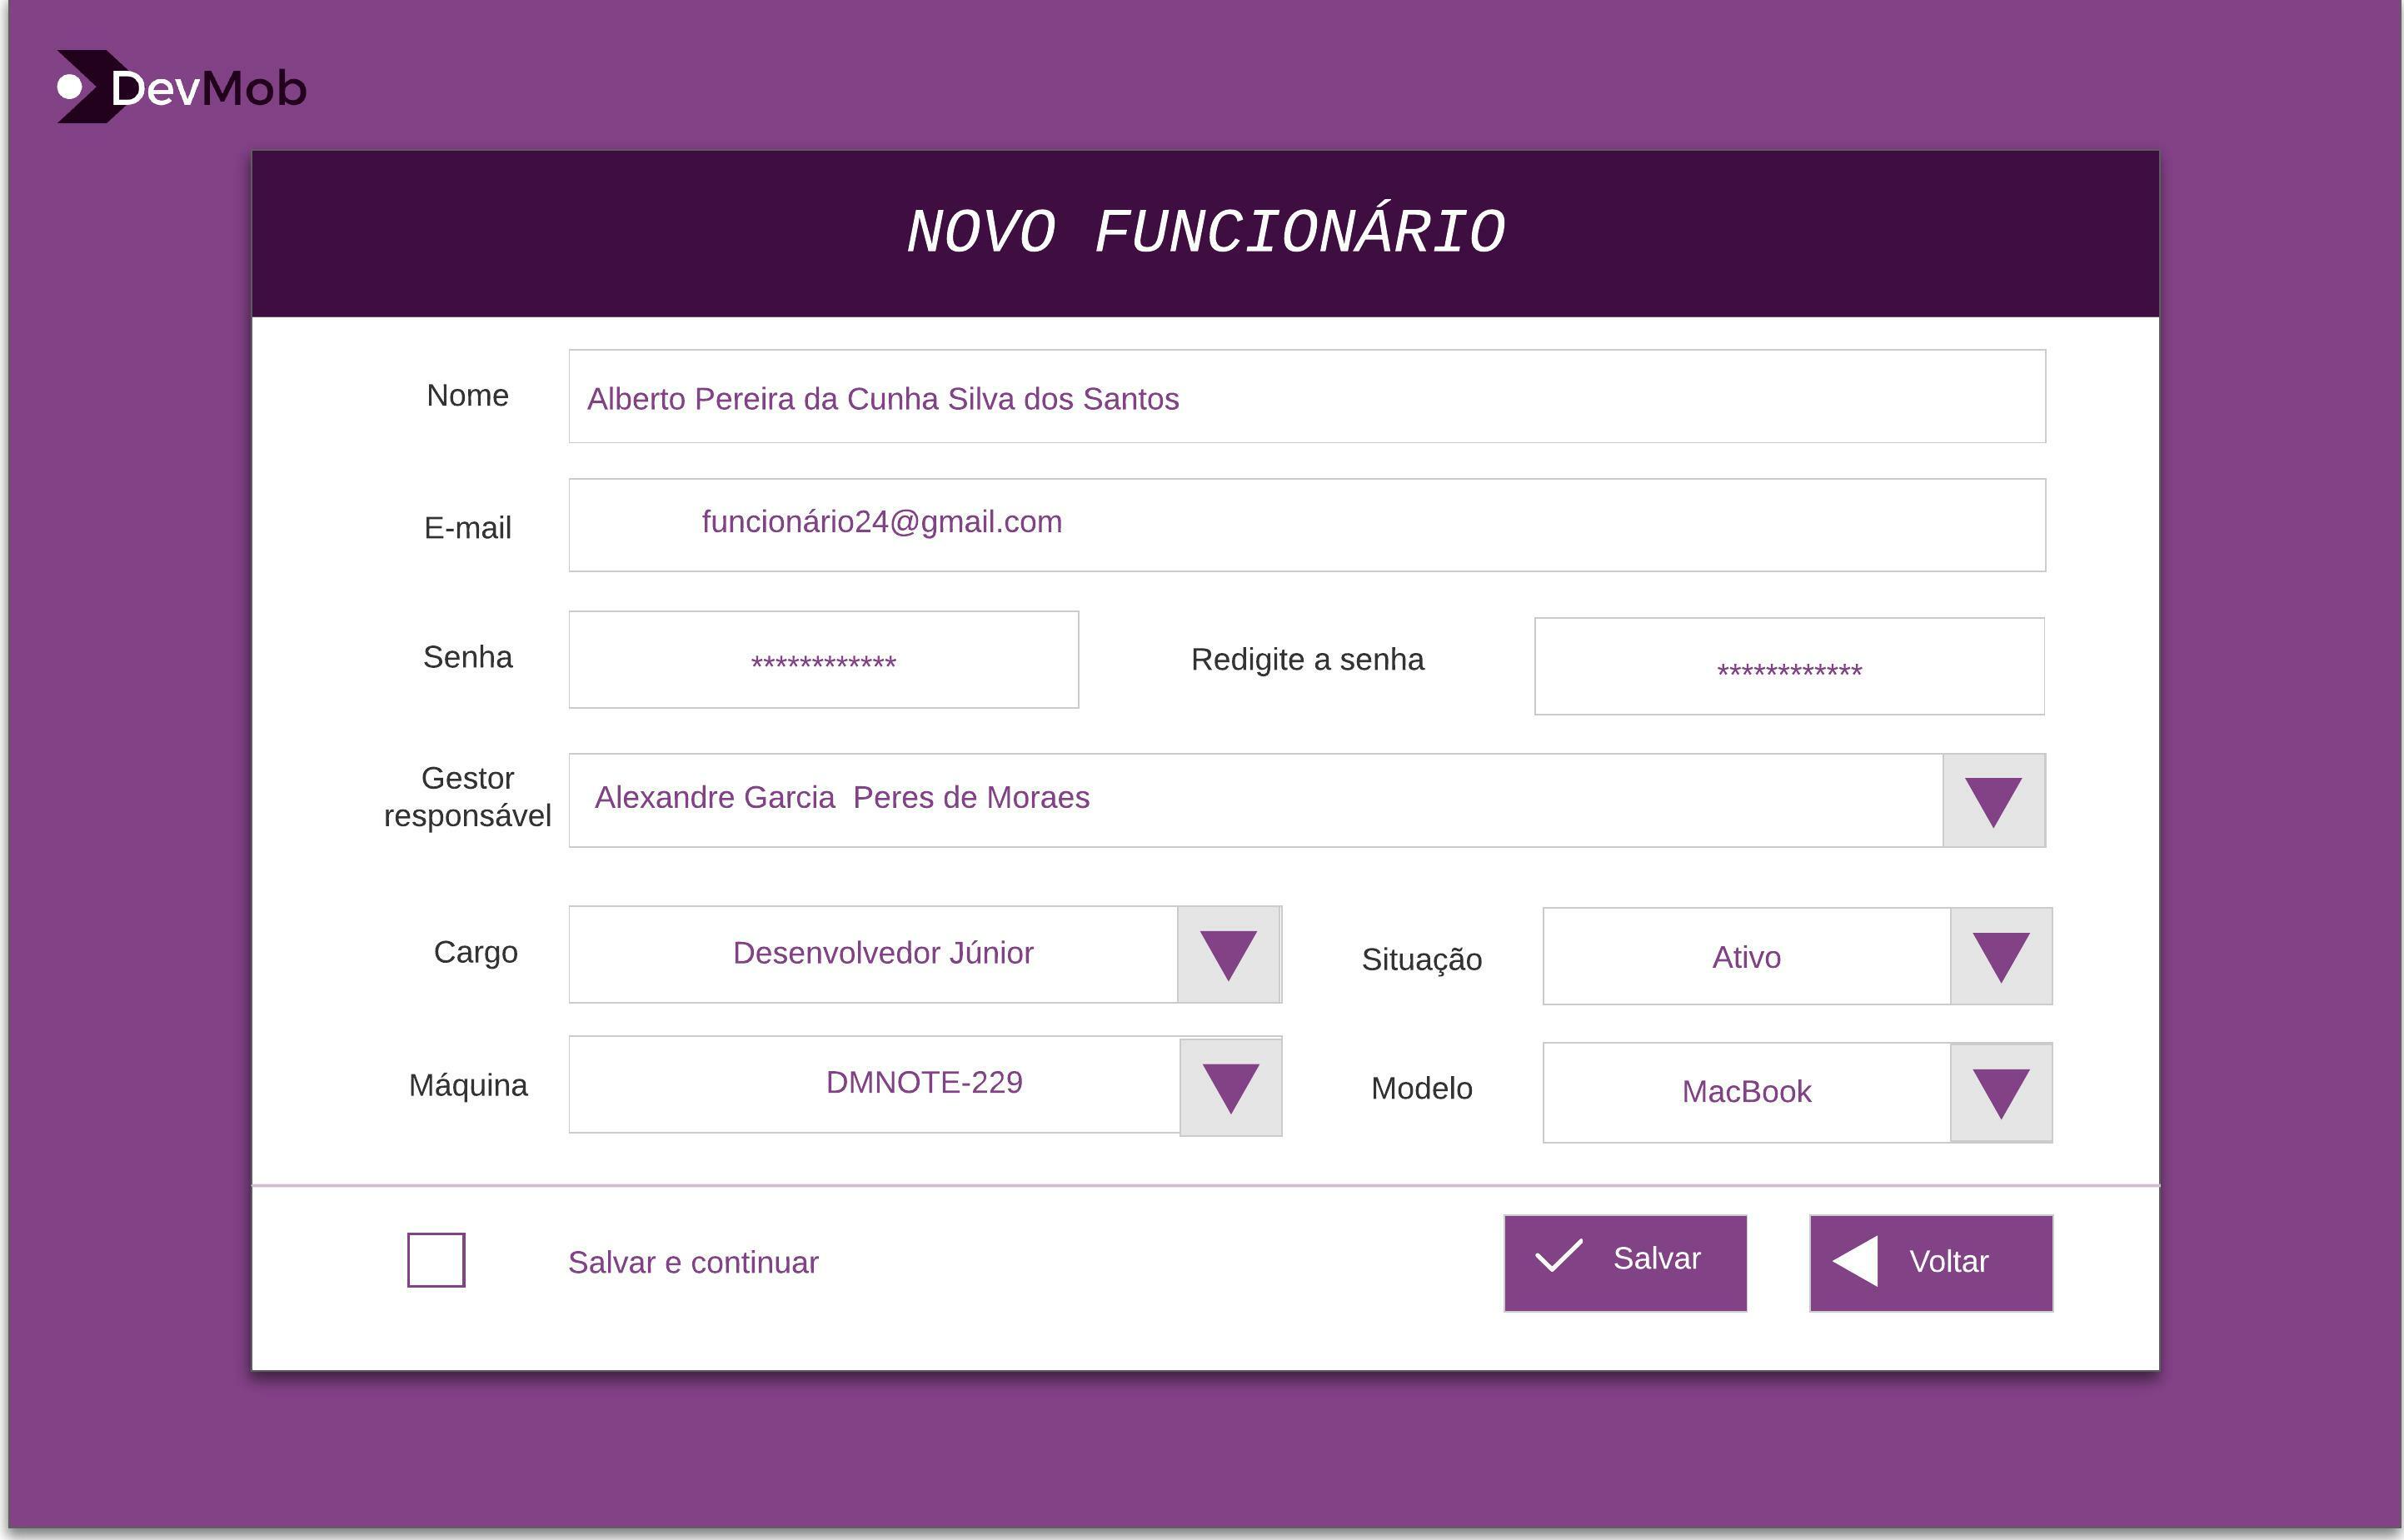 DevMob
NOVO FUNCIONÁRIO
Nome
Alberto Pereira da Cunha Silva dos Santos
E-mail
funcionário24@gmail.com
Senha
************
Redigite a senha
************
Gestor
responsável
Alexandre Garcia  Peres de Moraes
Cargo
Desenvolvedor Júnior
Situação
Ativo
Máquina
DMNOTE-229
Modelo
MacBook
Salvar e continuar
Salvar
Voltar